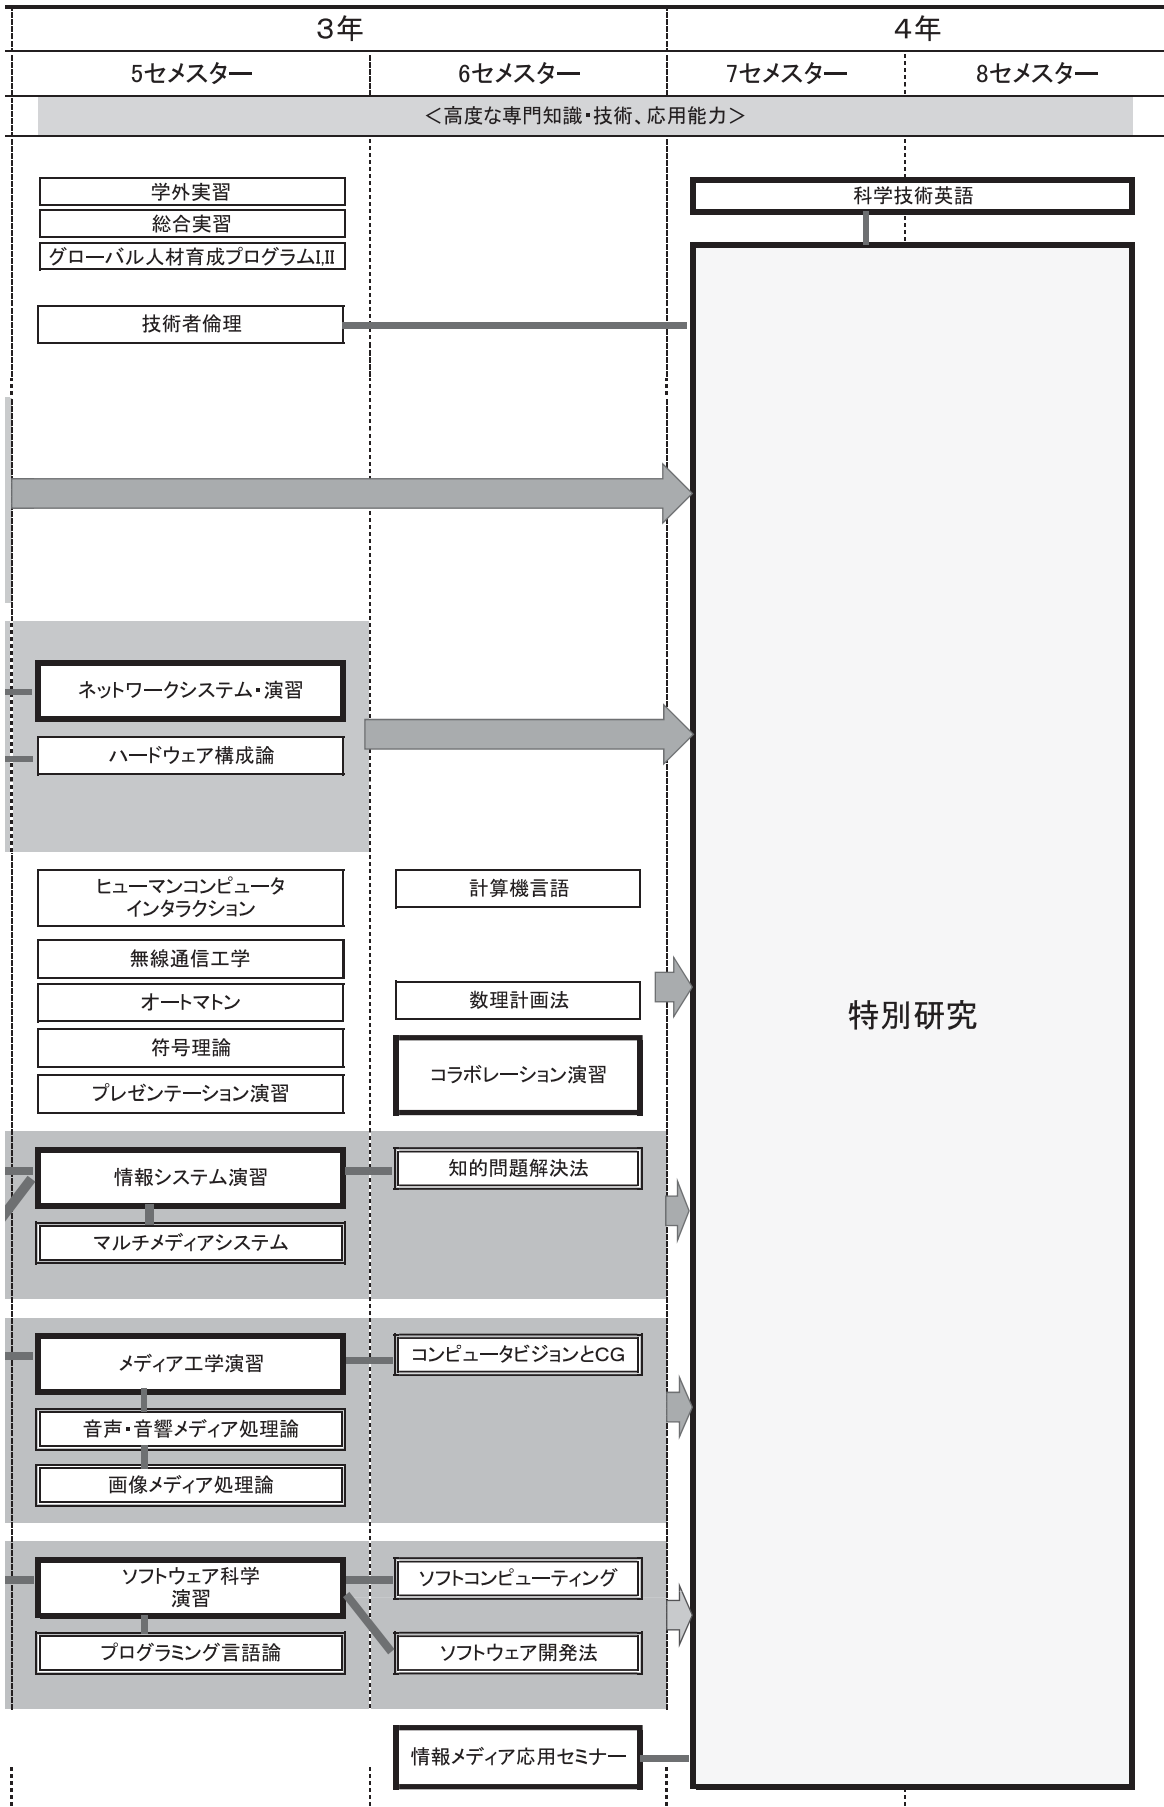 3年
4年
5セメスター
6セメスター
7セメスター
8セメスター
＜高度な専門知識・技術、応用能力＞
学外実習
総合実習
グローバル人材育成プログラムI,II
技術者倫理
科学技術英語
ネットワークシステム・演習
ハードウェア構成論
ヒューマンコンピュータ
インタラクション
無線通信工学
オートマトン
符号理論
プレゼンテーション演習
計算機言語
数理計画法
コラボレーション演習
特別研究
情報システム演習
マルチメディアシステム
知的問題解決法
メディア工学演習
音声・音響メディア処理論
画像メディア処理論
コンピュータビジョンとCG
ソフトウェア科学
演習
プログラミング言語論
ソフトコンピューティング
ソフトウェア開発法
情報メディア応用セミナー